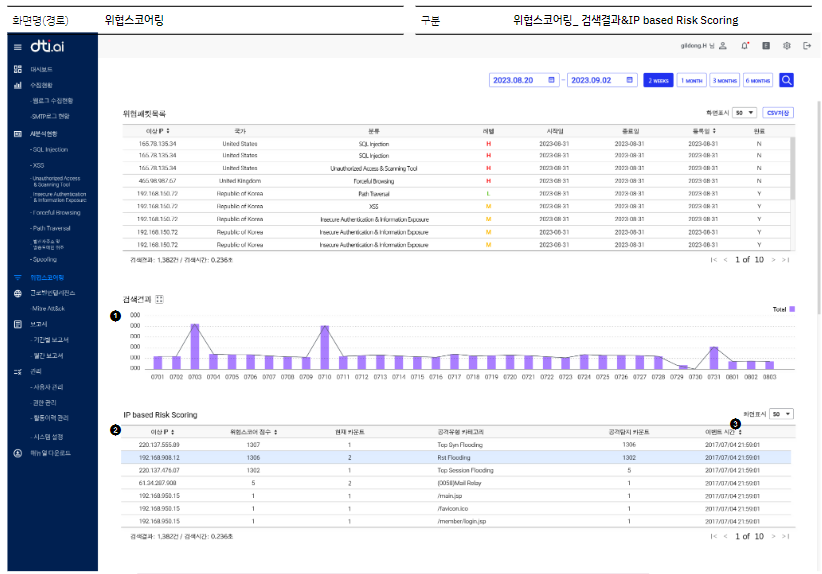 화면명(경로) 위협스코어링 구분 위협스코어링_ 검색결과&IP based Risk Scoring
dti.ai
gildong.H 님
대시보드
수집현황
-웹로그 수집현황
-SMTP로그 현황
AI분석현황
- SQL Injection
- XSS
- Unauthorized Access
& Scanning Tool
- Insecure Authentication
& Information Exposure
- Forceful Browsing
- Path Traversal
- Spoofing
위협스코어링
글로벌인텔리전스
Mitre Att&ck
보고서
- 기간별 보고서
- 월간 보고서
관리
- 사용자 관리
권한 관리
- 활동이력 관리
- 시스템 설정
매뉴얼 다운로드
2023.08.20 ~ 2023.09.02 2 WEEKS 1 MONTH 3 MONTHS 6 MONTHS
위협패킷목록 화면표시 50 CSV저장
이상 IP 국가 분류 레벨 시작일 종료일 등록일 완료
165.78.135.34 United States SQL Injection H 2023-08-31 2023-08-31 2023-08-31 N
165.78.135.34 United States SQL Injection H 2023-08-31 2023-08-31 2023-08-31 N
165.78.135.34 United States Unauthorized Access & Scanning Tool H 2023-08-31 2023-08-31 2023-08-31 N
465.98.987.67 United Kingdom Forceful Browsing H 2023-08-31 2023-08-31 2023-08-31 N
192.168.150.72 Republic of Korea Path Traversal L 2023-08-31 2023-08-31 2023-08-31 Y
192.168.150.72 Republic of Korea XSS M 2023-08-31 2023-08-31 2023-08-31 Y
192.168.150.72 Republic of Korea Insecure Authentication & Information Exposure M 2023-08-31 2023-08-31 2023-08-31 Y
192.168.150.72 Republic of Korea Insecure Authentication & Information Exposure M 2023-08-31 2023-08-31 2023-08-31 Y
192.168.150.72 Republic of Korea Insecure Authentication & Information Exposure M 2023-08-31 2023-08-31 2023-08-31 Y
검색결과: 1,382건 / 검색시간: 0.236초 |< < 1 of 10 > >|
검색결과
Total
1
000
000
000
000
000
000
0701 0702 0703 0704 0705 0706 0707 0708 0709 0710 0711 0712 0713 0714 0715 0716 0717 0718 0719 0720 0721 0722 0723 0724 0725 0726 0727 0728 0729 0730 0731 0801 0802 0803
IP based Risk Scoring 화면표시 50
2 3
이상 IP 위협스코어 점수 현재 카운트 공격유형 카테고리 공격탐지 카운트 이벤트 시간
220.137.555.89 1307 1 Top Syn Flooding 1306 2017/07/04 21:59:01
192.168.908.12 1306 2 Rst Flooding 1302 2017/07/04 21:59:01
220.137.476.07 1302 1 Top Session Flooding 5 2017/07/04 21:59:01
61.34.287.908 5 2 (0058)Mail Relay 1 2017/07/04 21:59:01
192.168.950.15 1 1 /main.jsp 1 2017/07/04 21:59:01
192.168.950.15 1 1 /favicon.ico 1 2017/07/04 21:59:01
192.168.950.15 1 1 /member/login.jsp 1 2017/07/04 21:59:01
검색결과: 1,382건 / 검색시간: 0.236초 |< < 1 of 10 > >|